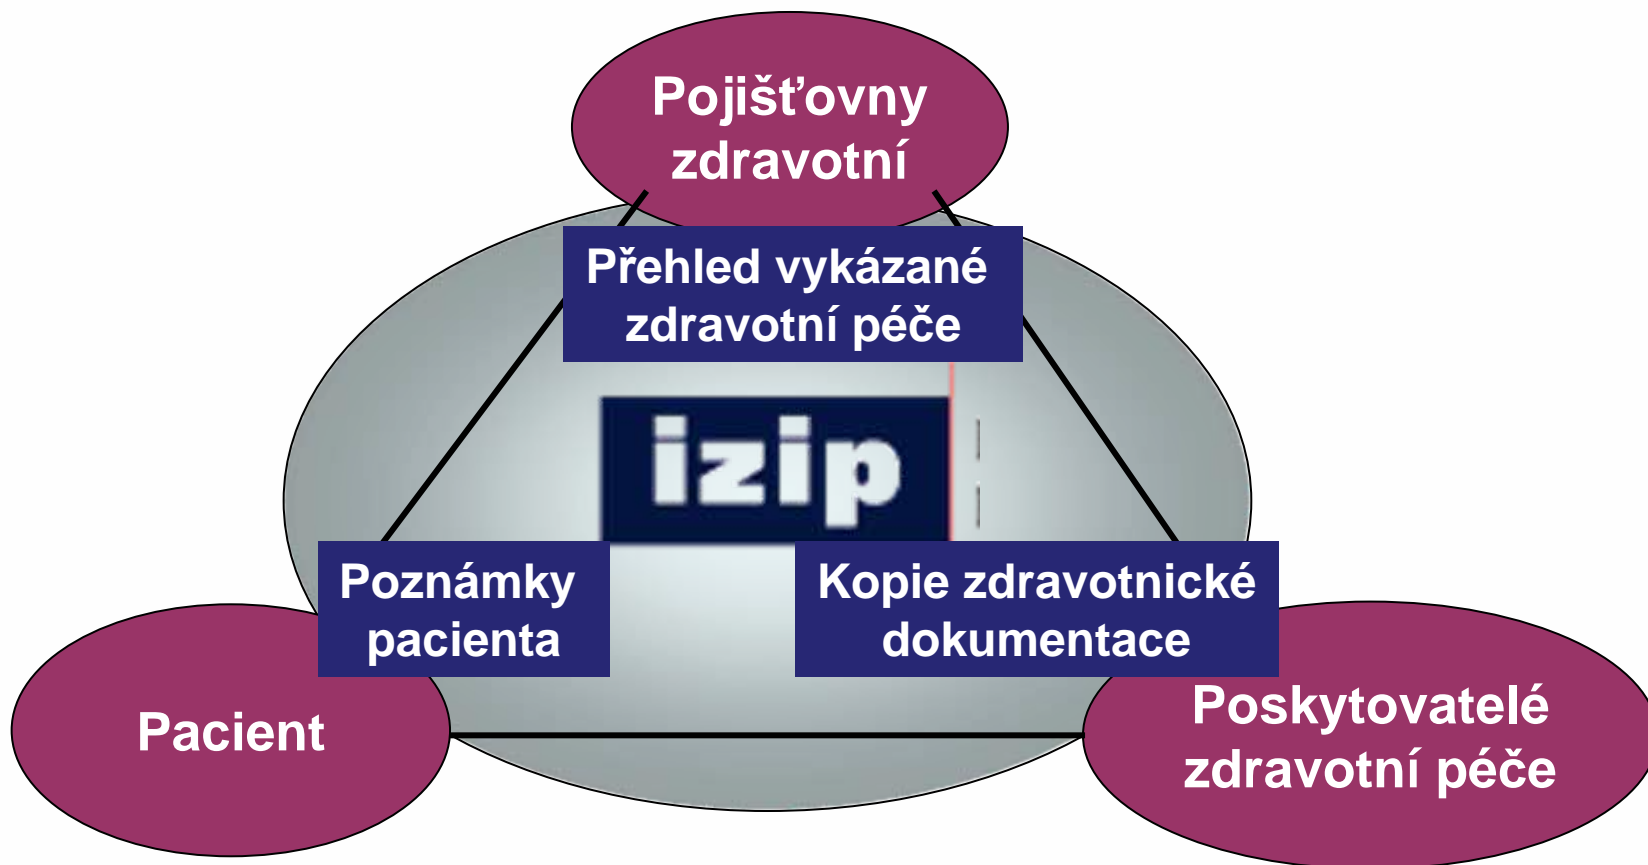 Pojišťovny
zdravotní
Přehled vykázané
zdravotní péče
izip
Poznámky
pacienta
Kopie zdravotnické
dokumentace
Pacient
Poskytovatelé
zdravotní péče